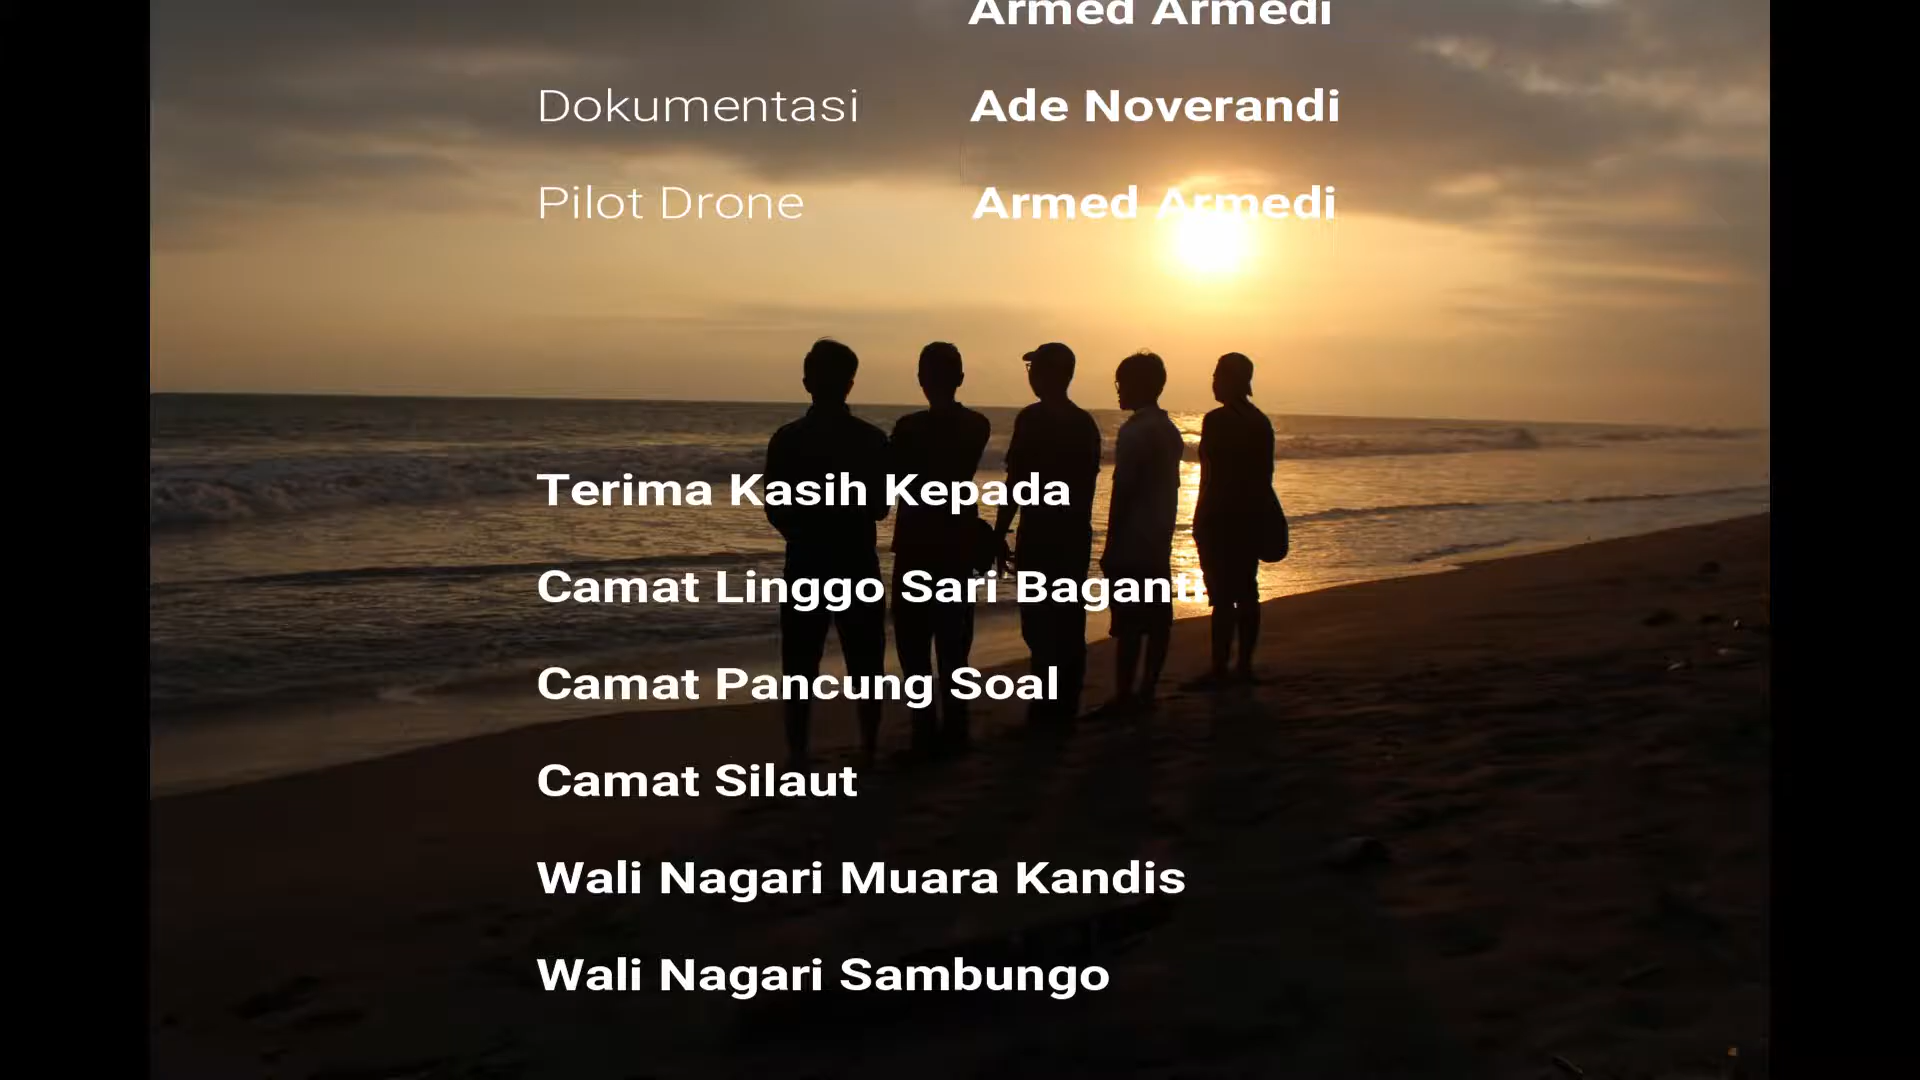 Armed Armedi
Dokumentasi Ade Noverandi
Pilot Drone Armed Armedi
Terima Kasih Kepada
Camat Linggo Sari Baganti
Camat Pancung Soal
Camat Silaut
Wali Nagari Muara Kandis
Wali Nagari Sambungo